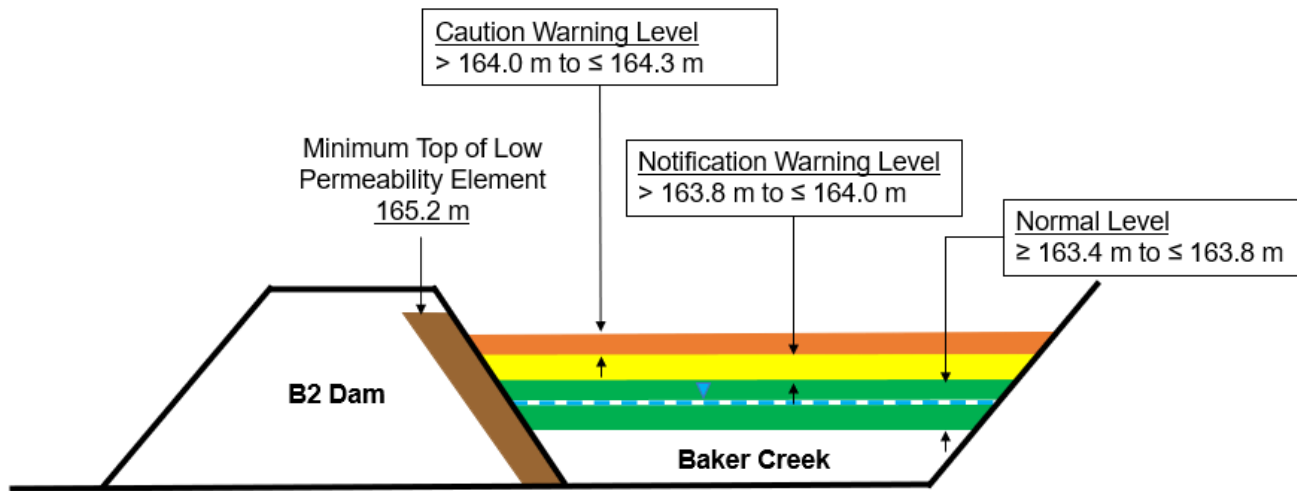 Caution Warning Level
> 164.0 m to ≤ 164.3 m
Minimum Top of Low
Permeability Element
165.2 m
Notification Warning Level
> 163.8 m to ≤ 164.0 m
Normal Level
≥ 163.4 m to ≤ 163.8 m
B2 Dam
Baker Creek